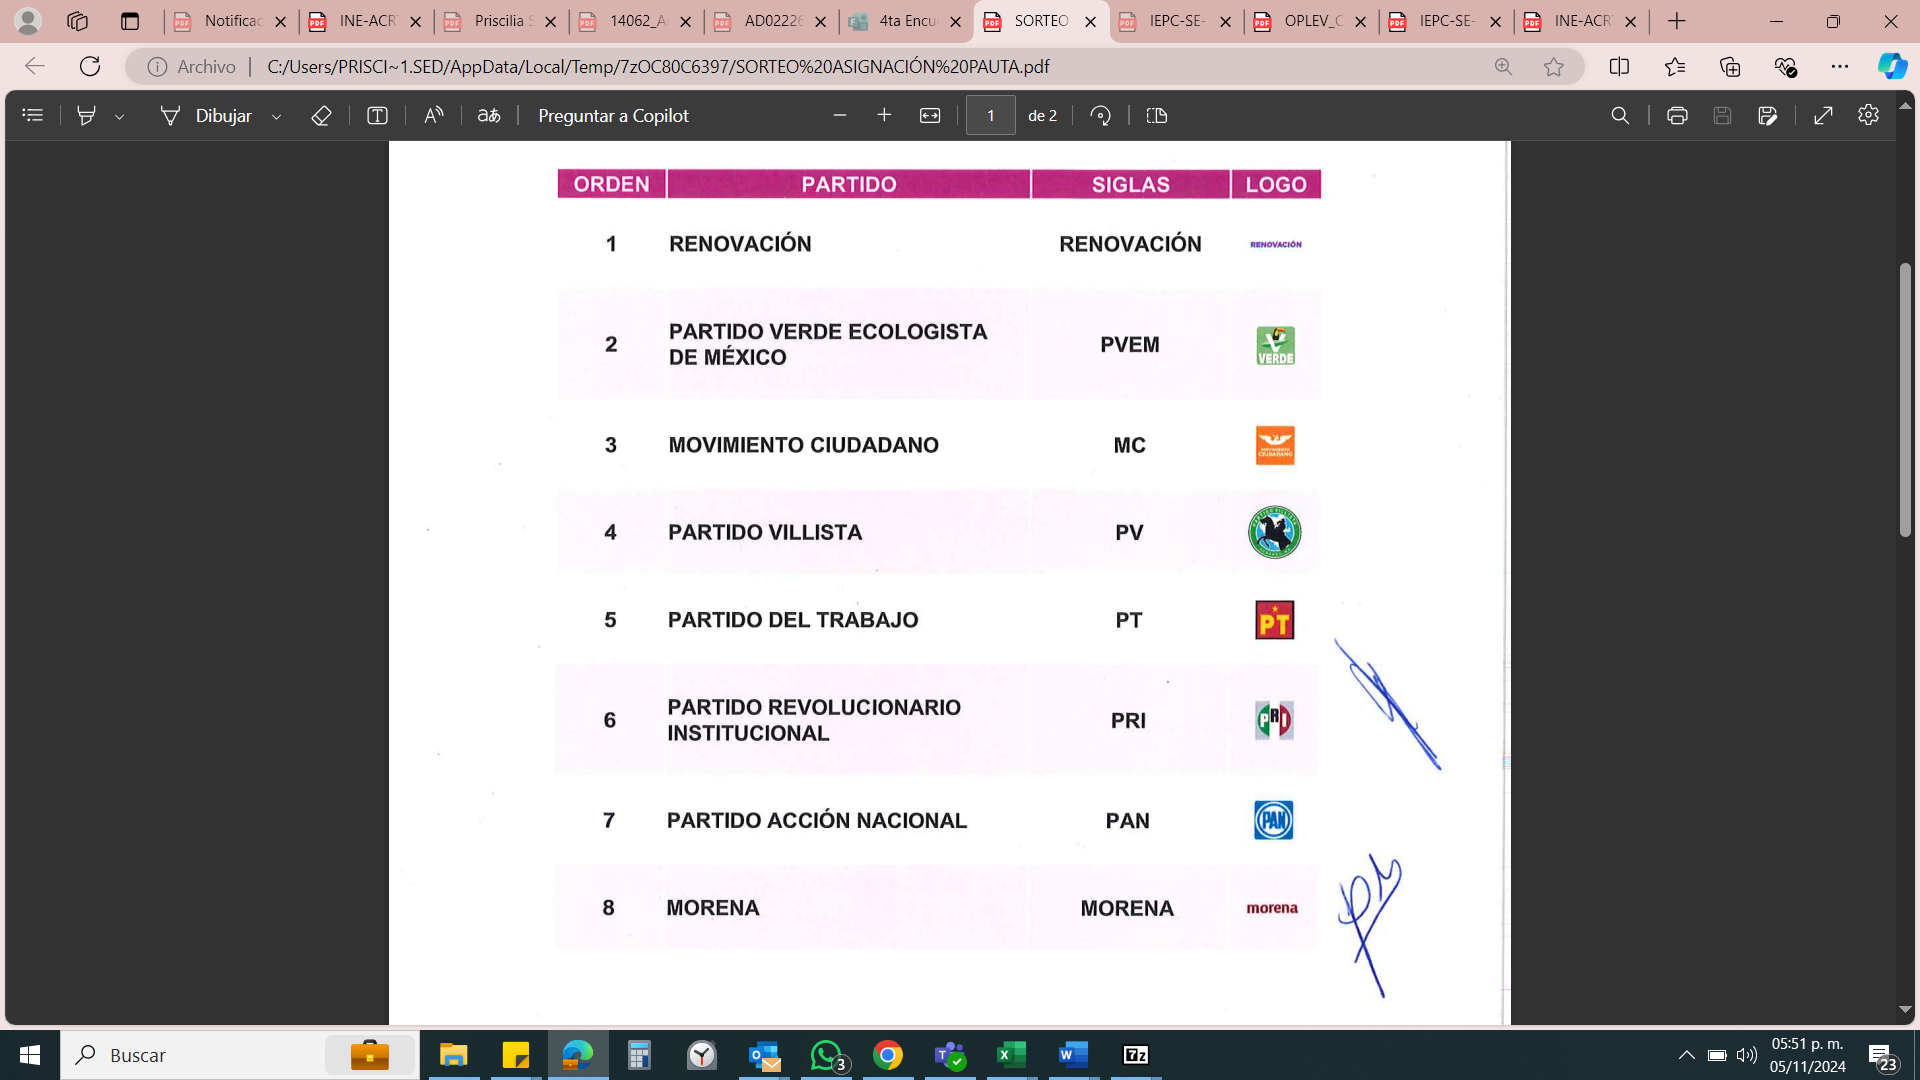 Notificac
INE-ACR
Priscilia S
14062_A
AD02226
4ta Encu
SORTEO
IEPC-SE-
OPLEV_C
IEPC-SE-
INE-ACR
Archivo
C:/Users/PRISCI~1.SED/AppData/Local/Temp/7zOC80C6397/SORTEO%20ASIGNACIÓN%20PAUTA.pdf
Dibujar
Preguntar a Copilot
1 de 2
ORDEN PARTIDO SIGLAS LOGO
1 RENOVACIÓN RENOVACIÓN RENOVACIÓN
2 PARTIDO VERDE ECOLOGISTA
DE MÉXICO PVEM VERDE
3 MOVIMIENTO CIUDADANO MC MOVIMIENTO CIUDADANO
4 PARTIDO VILLISTA PV
5 PARTIDO DEL TRABAJO PT PT
6 PARTIDO REVOLUCIONARIO
INSTITUCIONAL PRI PRI
7 PARTIDO ACCIÓN NACIONAL PAN PAN
8 MORENA MORENA morena
Buscar
3
7z
05:51 p. m.
05/11/2024
23